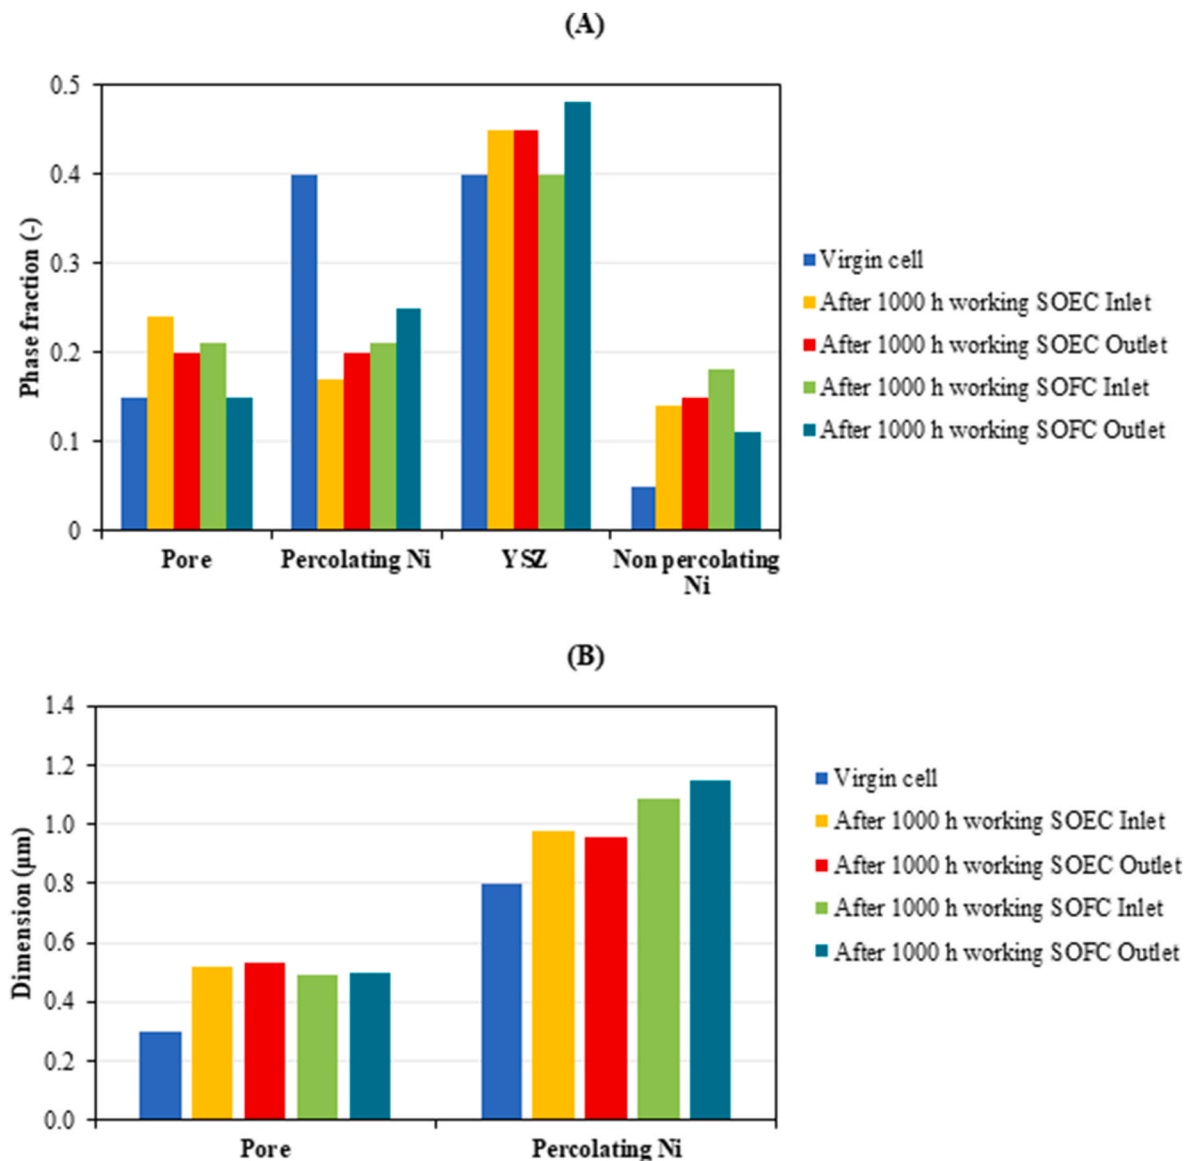 (A)
0.5
0.4
0.3
0.2
0.1
0
Phase fraction (-)
Pore
Percolating Ni
YSZ
Non percolating
Ni
Virgin cell
After 1000 h working SOEC Inlet
After 1000 h working SOEC Outlet
After 1000 h working SOFC Inlet
After 1000 h working SOFC Outlet
(B)
1.4
1.2
1.0
0.8
0.6
0.4
0.2
0.0
Dimension (µm)
Pore
Percolating Ni
Virgin cell
After 1000 h working SOEC Inlet
After 1000 h working SOEC Outlet
After 1000 h working SOFC Inlet
After 1000 h working SOFC Outlet